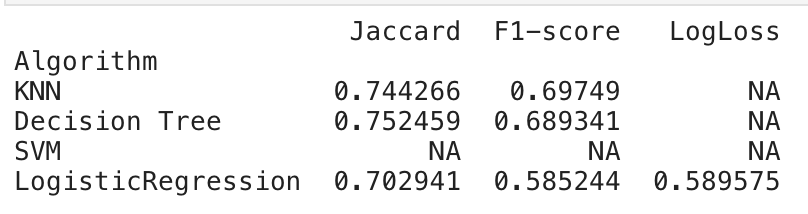 Jaccard F1-score LogLoss
Algorithm
KNN 0.744266 0.69749 NA
Decision Tree 0.752459 0.689341 NA
SVM NA NA NA
LogisticRegression 0.702941 0.585244 0.589575